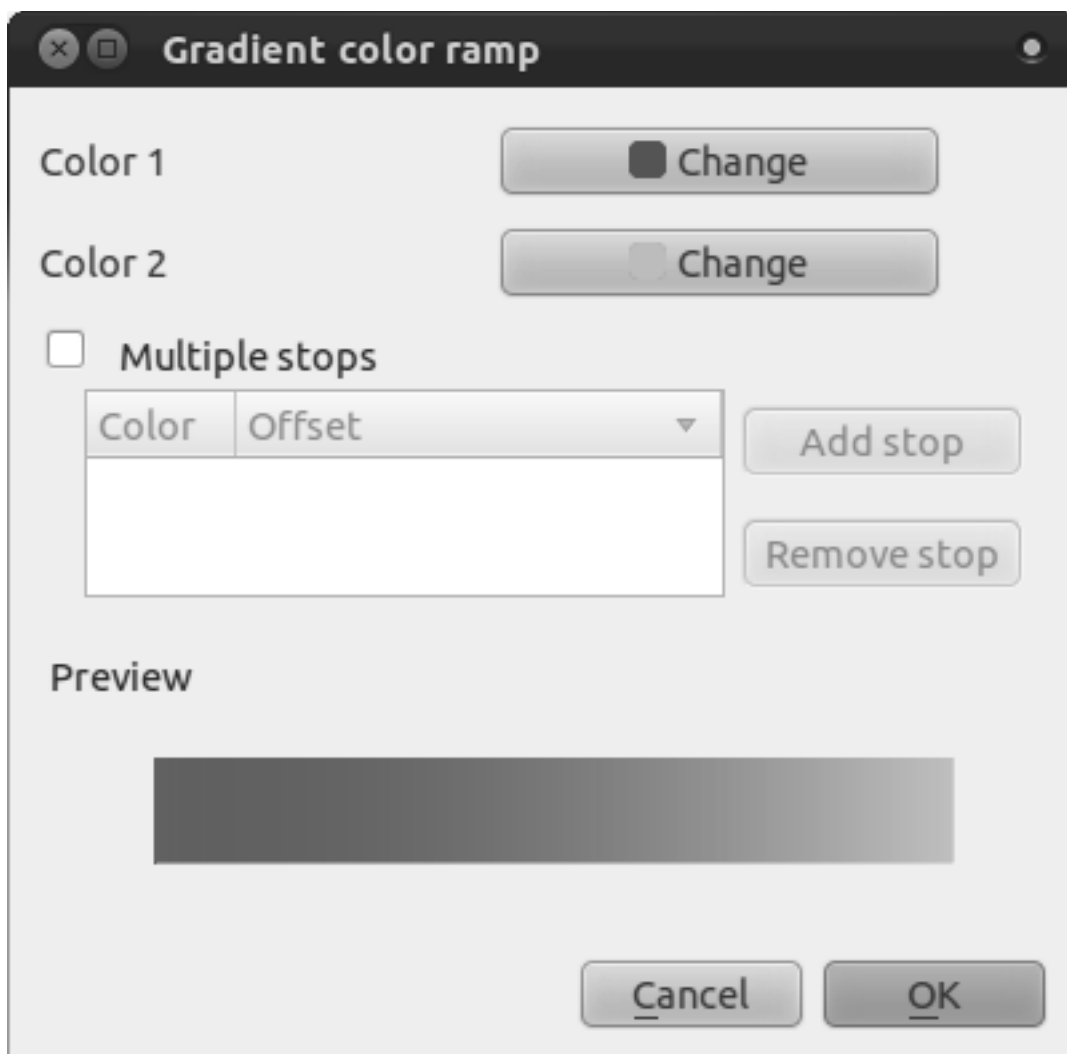 Gradient color ramp
Color 1 Change
Color 2 Change
Multiple stops
Color Offset
Add stop
Remove stop
Preview
Cancel OK